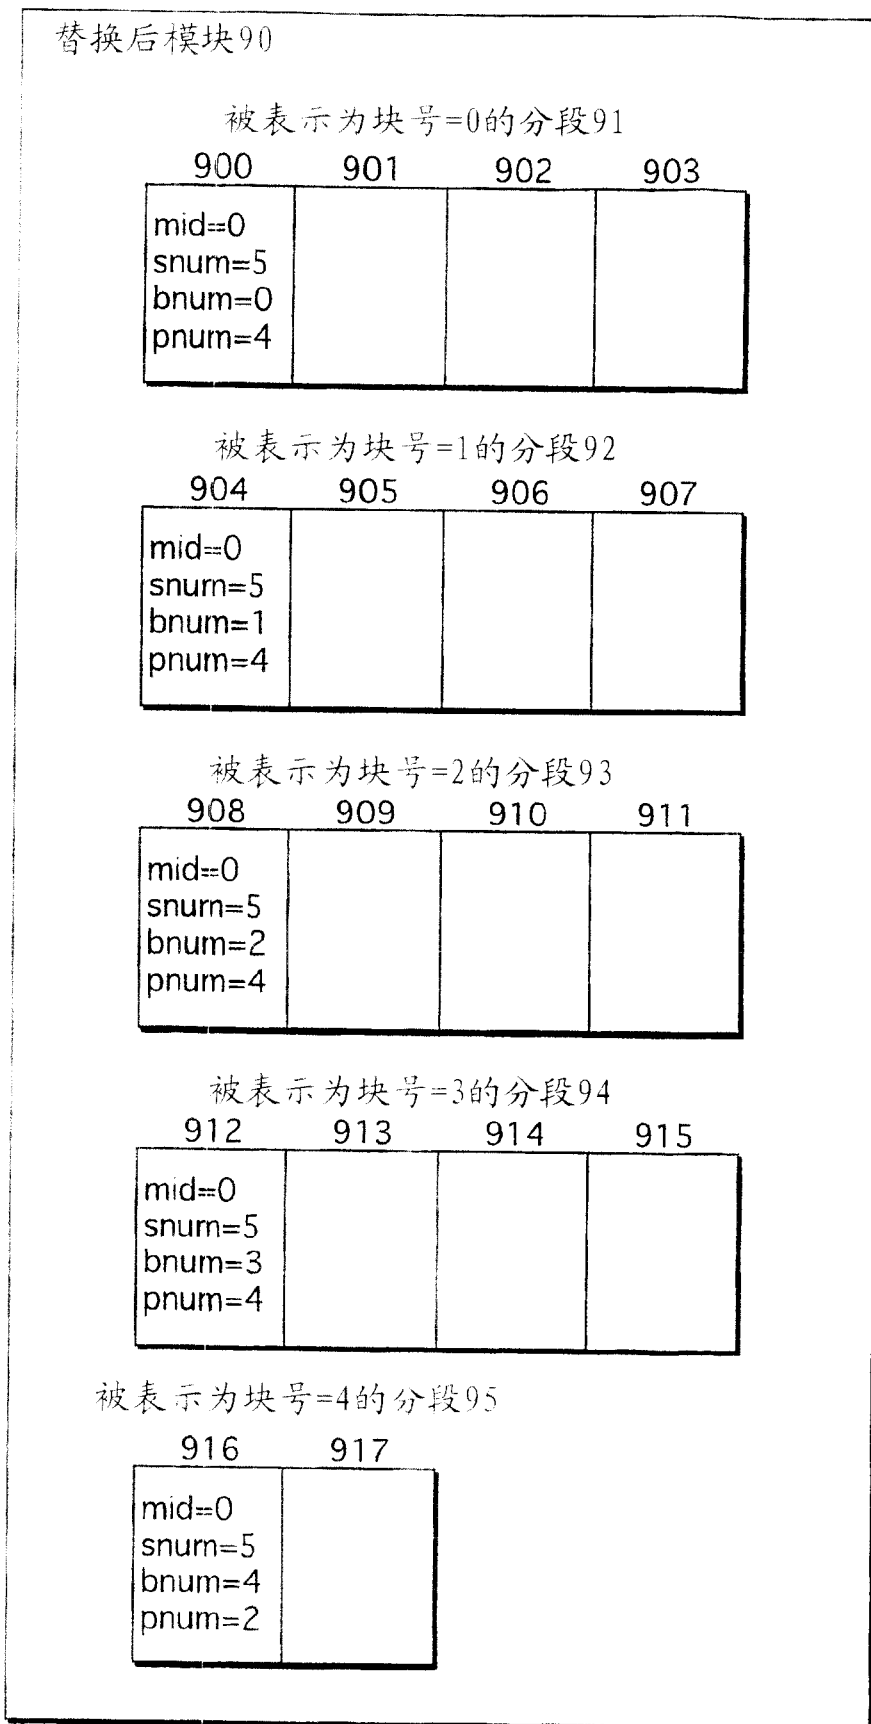 替换后模块90
被表示为块号=0的分段91
900 901 902 903
mid=0
snum=5
bnum=0
pnum=4
被表示为块号=1的分段92
904 905 906 907
mid=0
snum=5
bnum=1
pnum=4
被表示为块号=2的分段93
908 909 910 911
mid=0
snum=5
bnum=2
pnum=4
被表示为块号=3的分段94
912 913 914 915
mid=0
snum=5
bnum=3
pnum=4
被表示为块号=4的分段95
916 917
mid=0
snum=5
bnum=4
pnum=2